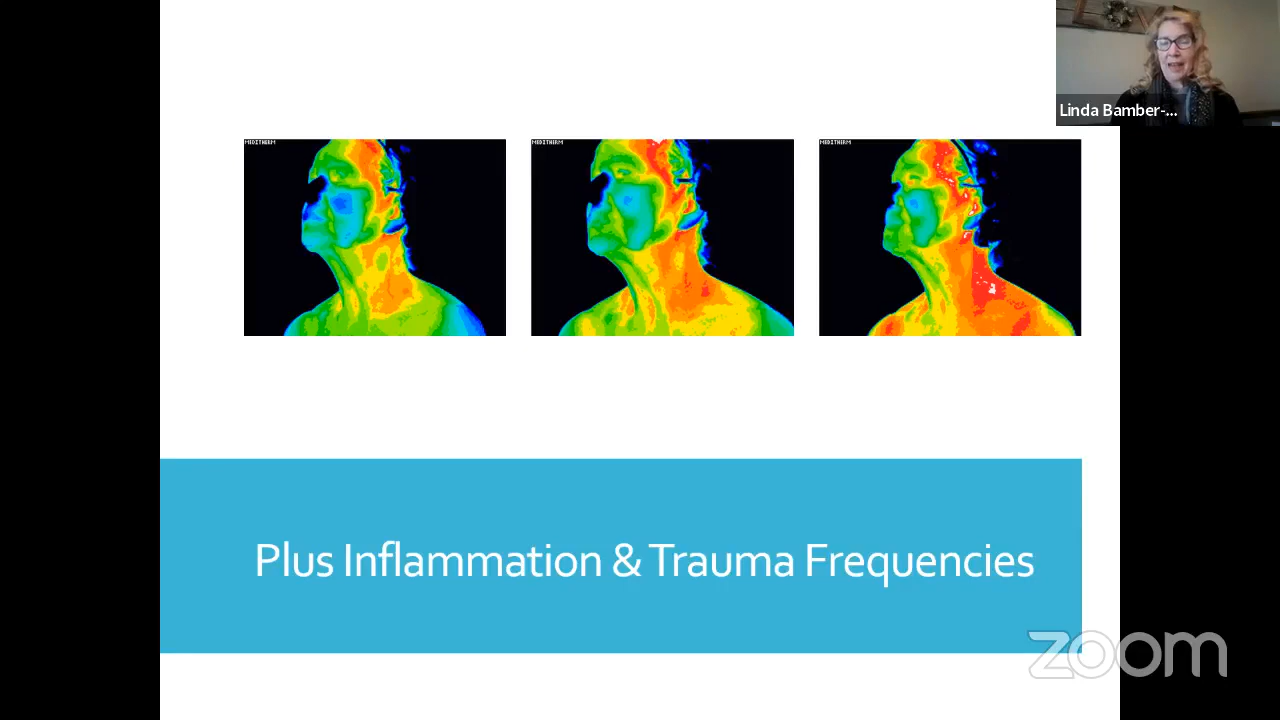 Linda Bamber-...
MEDITHERM
MEDITHERM
MEDITHERM
Plus Inflammation & Trauma Frequencies
zoom